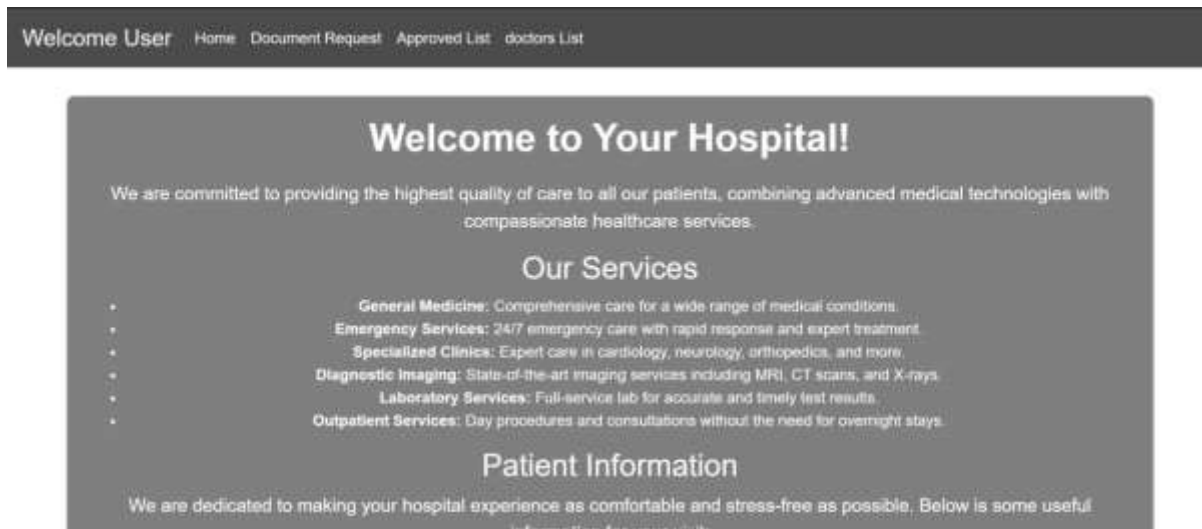 Welcome User Home Document Request Approved List doctors List
Welcome to Your Hospital!
We are committed to providing the highest quality of care to all our patients, combining advanced medical technologies with
compassionate healthcare services.
Our Services
General Medicine: Comprehensive care for a wide range of medical conditions.
Emergency Services: 24/7 emergency care with rapid response and expert treatment.
Specialized Clinics: Expert care in cardiology, neurology, orthopedics, and more.
Diagnostic Imaging: State-of-the-art imaging services including MRI, CT scans, and X-rays.
Laboratory Services: Full-service lab for accurate and timely test results.
Outpatient Services: Day procedures and consultations without the need for overnight stays.
Patient Information
We are dedicated to making your hospital experience as comfortable and stress-free as possible. Below is some useful